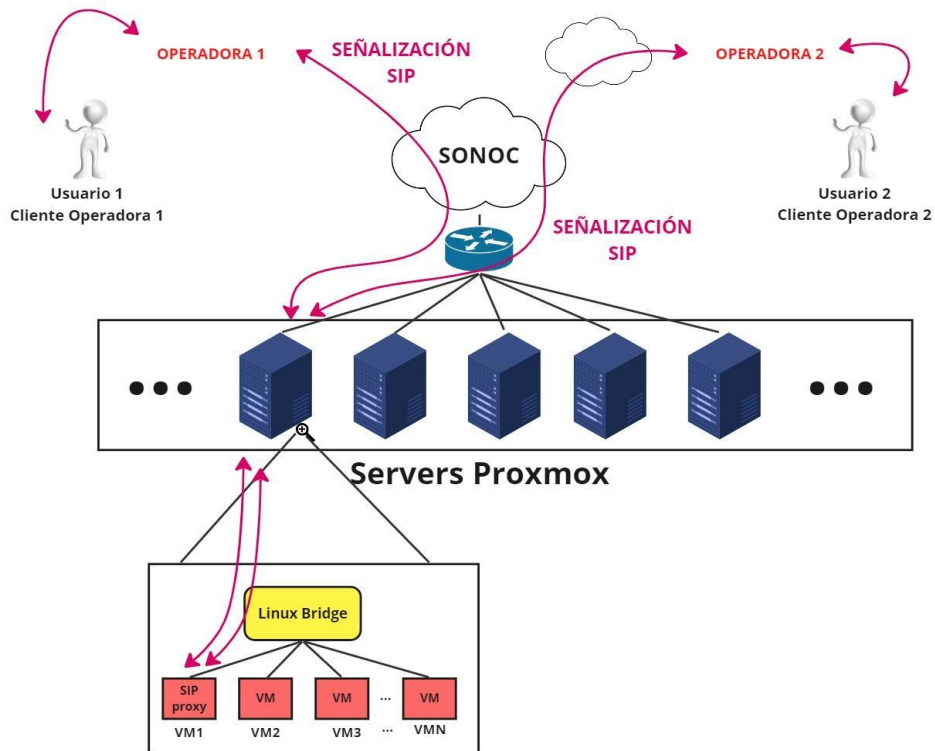 OPERADORA 1
SEÑALIZACIÓN
SIP
OPERADORA 2
SONOC
Usuario 1
Cliente Operadora 1
Usuario 2
Cliente Operadora 2
SEÑALIZACIÓN
SIP
Servers Proxmox
Linux Bridge
SIP
proxy
VM
VM
...
VM
VM1
VM2
VM3
...
VMN